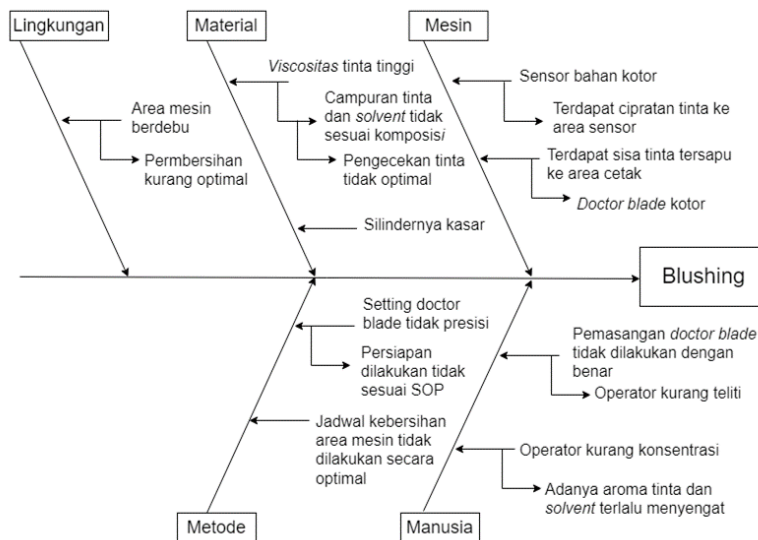 Lingkungan
Material
Mesin
Viscositas tinta tinggi
Campuran tinta
dan solvent tidak
sesuai komposisi
Pengecekan tinta
tidak optimal
Silindernya kasar
Sensor bahan kotor
Terdapat cipratan tinta ke
area sensor
Terdapat sisa tinta tersapu
ke area cetak
Doctor blade kotor
Area mesin
berdebu
Permbersihan
kurang optimal
Blushing
Setting doctor
blade tidak presisi
Persiapan
dilakukan tidak
sesuai SOP
Jadwal kebersihan
area mesin tidak
dilakukan secara
optimal
Pemasangan doctor blade
tidak dilakukan dengan
benar
Operator kurang teliti
Operator kurang konsentrasi
Adanya aroma tinta dan
solvent terlalu menyengat
Metode
Manusia